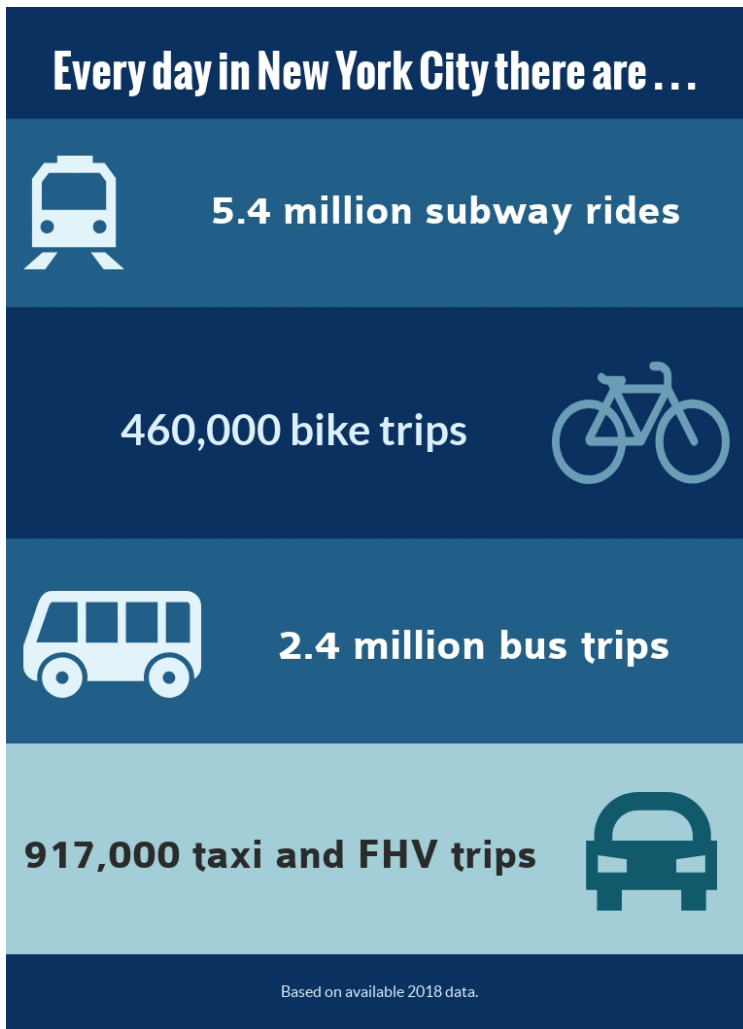 Every day in New York City there are . . .
5.4 million subway rides
460,000 bike trips
2.4 million bus trips
917,000 taxi and FHV trips
Based on available 2018 data.